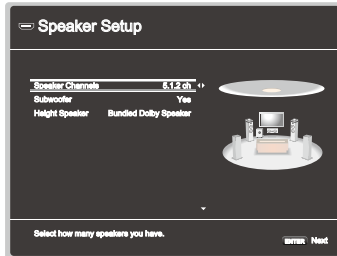 Speaker Setup
Speaker Channels 5.1.2 ch
Subwoofer Yes
Height Speaker Bundled Dolby Speaker
Select how many speakers you have.
ENTER Next